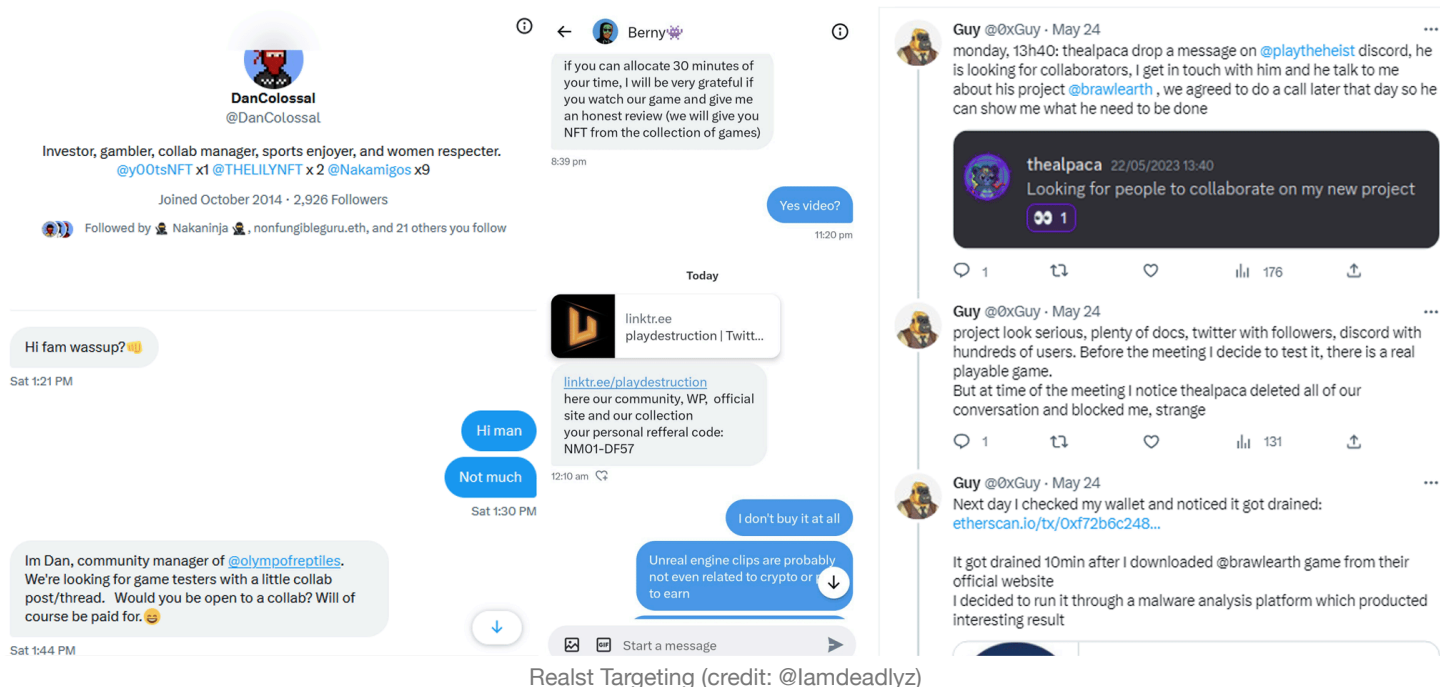 DanColossal
@DanColossal
Investor, gambler, collab manager, sports enjoyer, and women respecter.
@y00tsNFT x1 @THELILYNFT x 2 @Nakamigos x9
Joined October 2014 · 2,926 Followers
Followed by 🥷 Nakaninja 🥷, nonfungibleguru.eth, and 21 others you follow
Hi fam wassup?👊
Sat 1:21 PM
Hi man
Not much
Sat 1:30 PM
Im Dan, community manager of @olympofreptiles.
We're looking for game testers with a little collab
post/thread. Would you be open to a collab? Will of
course be paid for.😄
Sat 1:44 PM
Berny👾
if you can allocate 30 minutes of
your time, I will be very grateful if
you watch our game and give me
an honest review (we will give you
NFT from the collection of games)
8:39 pm
Yes video?
11:20 pm
Today
linktr.ee
playdestruction | Twitt...
linktr.ee/playdestruction
here our community, WP, official
site and our collection
your personal refferal code:
NM01-DF57
12:10 am
I don't buy it at all
Unreal engine clips are probably
not even related to crypto or
to earn
GIF
Start a message
Guy @0xGuy · May 24
monday, 13h40: thealpaca drop a message on @playtheheist discord, he
is looking for collaborators, I get in touch with him and he talk to me
about his project @brawlearth , we agreed to do a call later that day so he
can show me what he need to be done
thealpaca 22/05/2023 13:40
Looking for people to collaborate on my new project
👀 1
1 176
Guy @0xGuy · May 24
project look serious, plenty of docs, twitter with followers, discord with
hundreds of users. Before the meeting I decide to test it, there is a real
playable game.
But at time of the meeting I notice thealpaca deleted all of our
conversation and blocked me, strange
1 131
Guy @0xGuy · May 24
Next day I checked my wallet and noticed it got drained:
etherscan.io/tx/0xf72b6c248...
It got drained 10min after I downloaded @brawlearth game from their
official website
I decided to run it through a malware analysis platform which producted
interesting result
Realst Targeting (credit: @Iamdeadlyz)